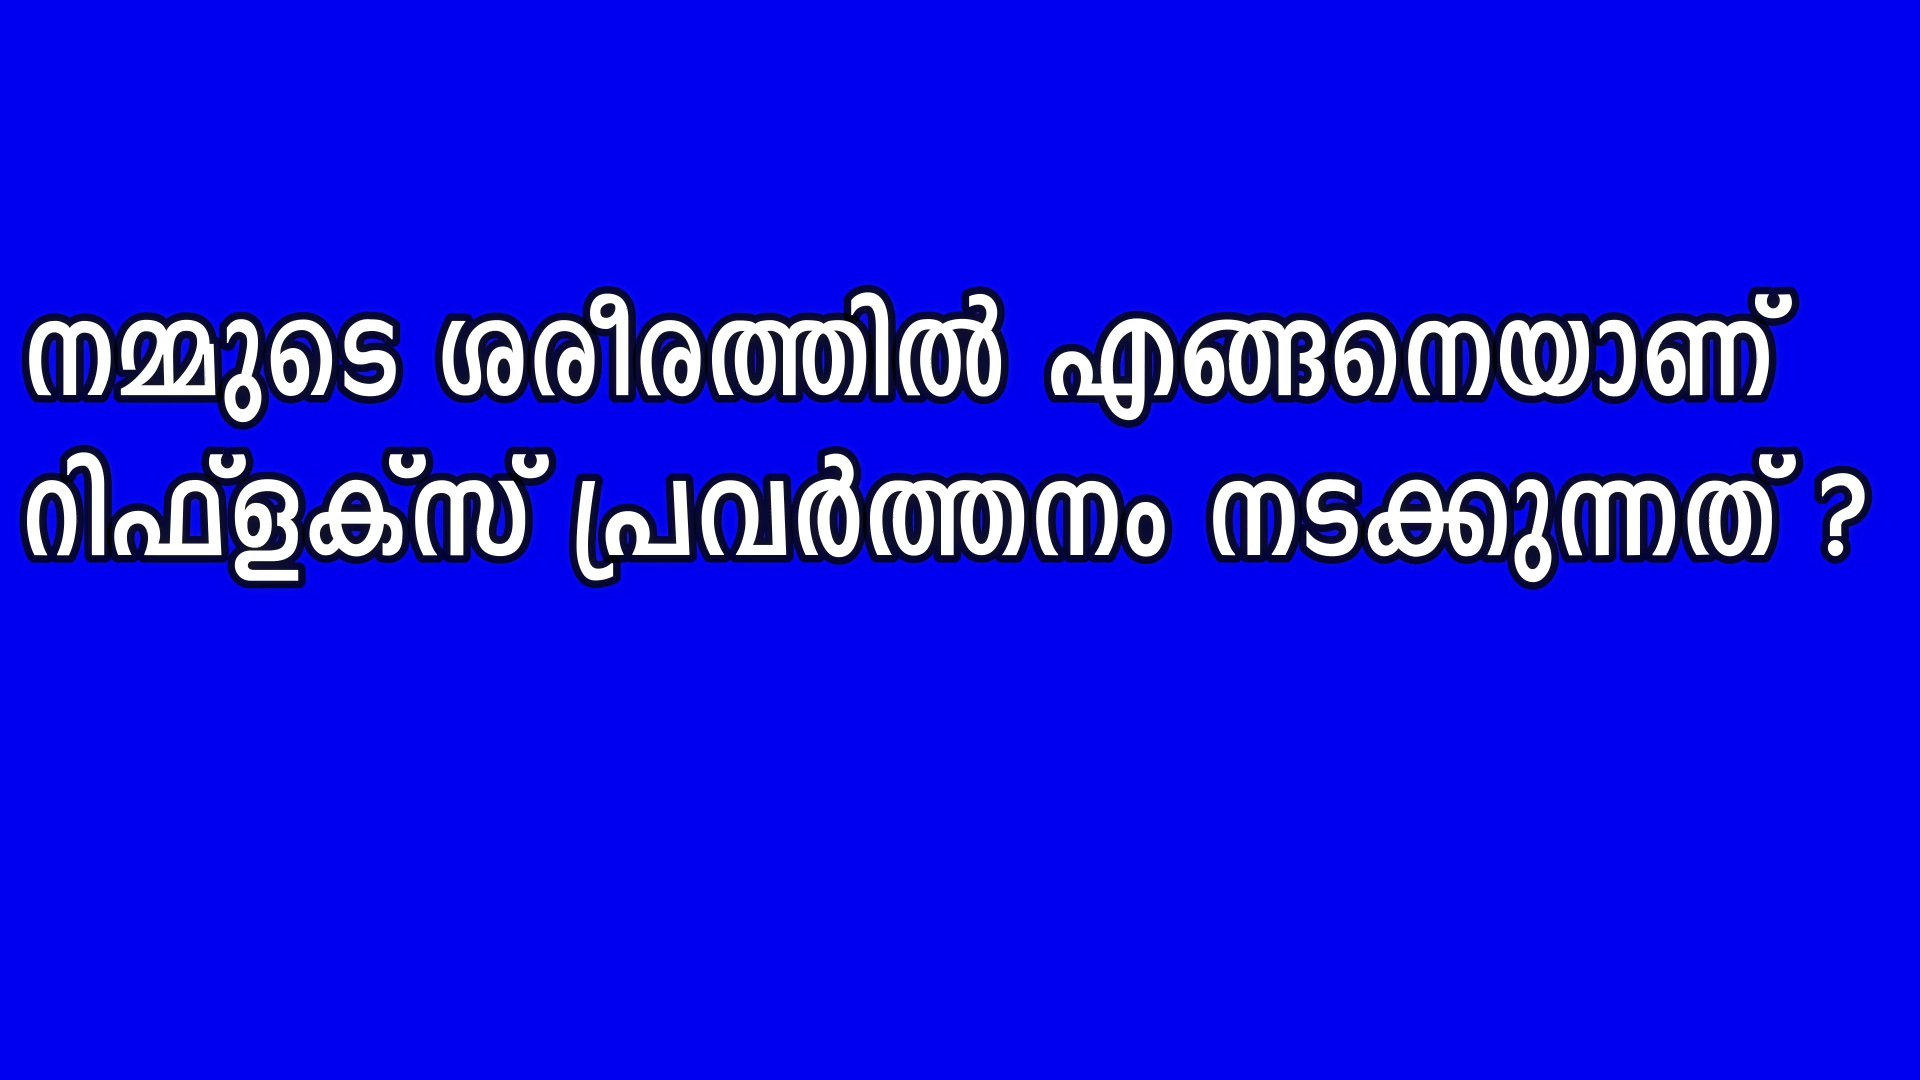 നമ്മുടെ ശരീരത്തിൽ എങ്ങനെയാണ്
റിഫ്ളക്സ് പ്രവർത്തനം നടക്കുന്നത് ?